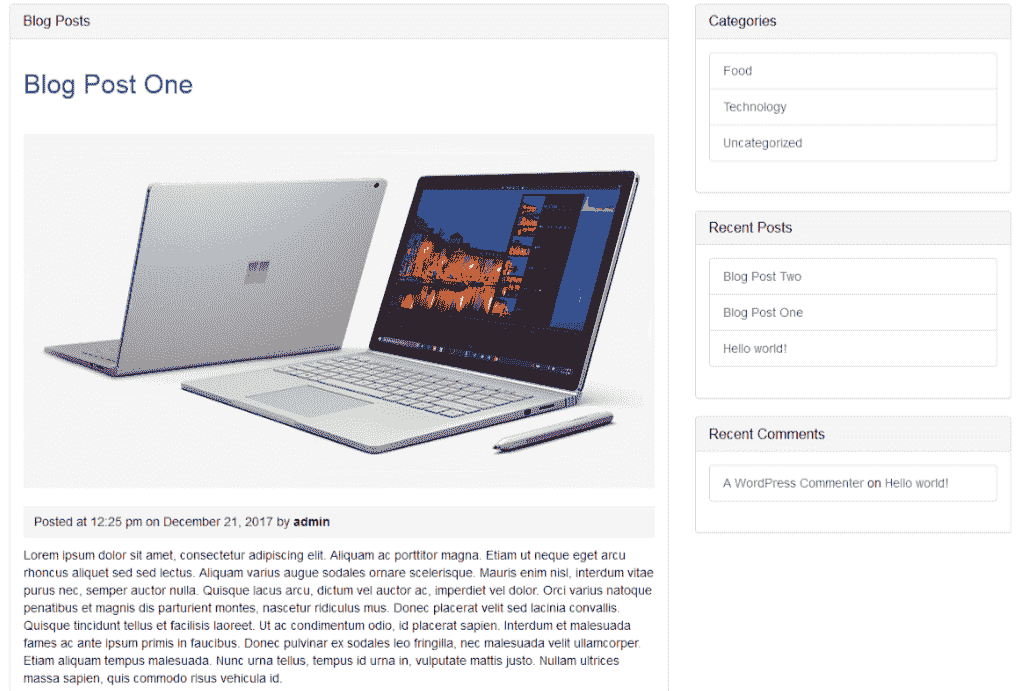 Blog Posts
Blog Post One
Posted at 12:25 pm on December 21, 2017 by admin
Lorem ipsum dolor sit amet, consectetur adipiscing elit. Aliquam ac porttitor magna. Etiam ut neque eget arcu
rhoncus aliquet sed sed lectus. Aliquam varius augue sodales ornare scelerisque. Mauris enim nisl, interdum vitae
purus nec, semper auctor nulla. Quisque lacus arcu, dictum vel auctor ac, imperdiet vel dolor. Orci varius natoque
penatibus et magnis dis parturient montes, nascetur ridiculus mus. Donec placerat velit sed lacinia convallis.
Quisque tincidunt tellus et facilisis laoreet. Ut ac condimentum odio, id placerat sapien. Interdum et malesuada
fames ac ante ipsum primis in faucibus. Donec pulvinar ex sodales leo fringilla, nec malesuada velit ullamcorper.
Etiam aliquam tempus malesuada. Nunc urna tellus, tempus id urna in, vulputate mattis justo. Nullam ultrices
massa sapien, quis commodo risus vehicula id.
Categories
Food
Technology
Uncategorized
Recent Posts
Blog Post Two
Blog Post One
Hello world!
Recent Comments
A WordPress Commenter on Hello world!